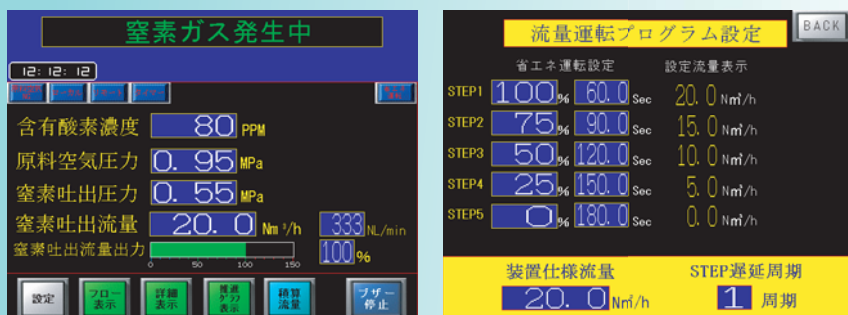 窒素ガス発生中
12:12:12
含有酸素濃度 80 PPM
原料空気圧力 0.95 MPa
窒素吐出圧力 0.55 MPa
窒素吐出流量 20.0 Nm³/h 333 NL/min
窒素吐出流量出力 100 %
0 50 100 150
設定 フロー表示 詳細表示 推進グラフ表示 積算流量 ブザー停止
流量運転プログラム設定 BACK
省エネ運転設定 設定流量表示
STEP1 100 % 60.0 Sec 20.0 Nm³/h
STEP2 75 % 90.0 Sec 15.0 Nm³/h
STEP3 50 % 120.0 Sec 10.0 Nm³/h
STEP4 25 % 150.0 Sec 5.0 Nm³/h
STEP5 0 % 180.0 Sec 0.0 Nm³/h
装置仕様流量 STEP遅延周期
20.0 Nm³/h 1 周期